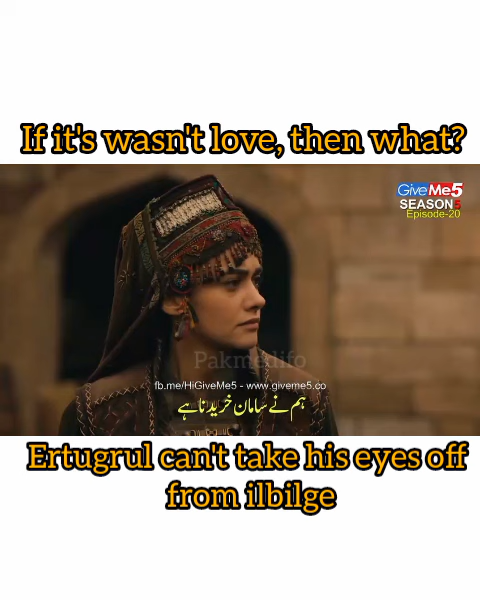 If it's wasn't love, then what?
GiveMe5
SEASON 5
Episode-20
Pakmedifo
fb.me/HiGiveMe5 - www.giveme5.co
ہم نے سامان خریدنا ہے
Ertugrul can't take his eyes off
from ilbilge